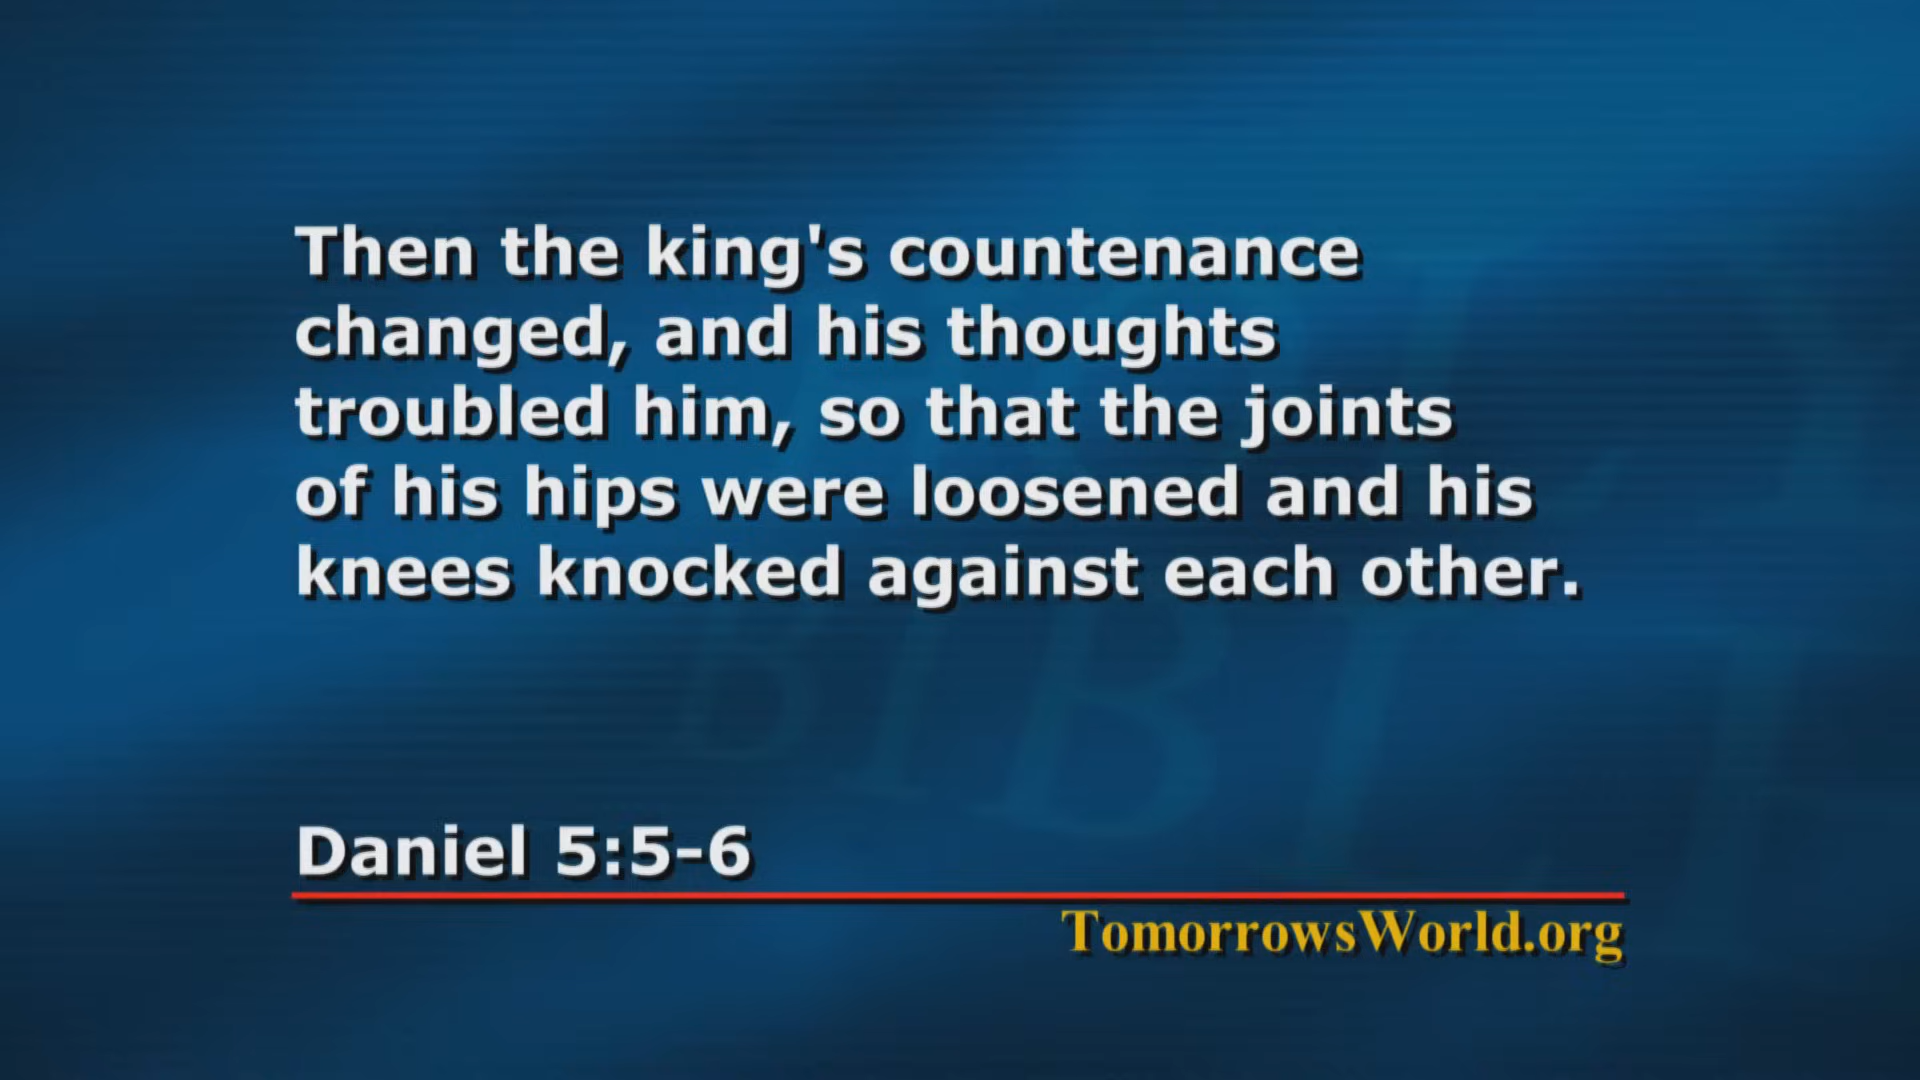 Then the king's countenance
changed, and his thoughts
troubled him, so that the joints
of his hips were loosened and his
knees knocked against each other.
Daniel 5:5-6
TomorrowsWorld.org